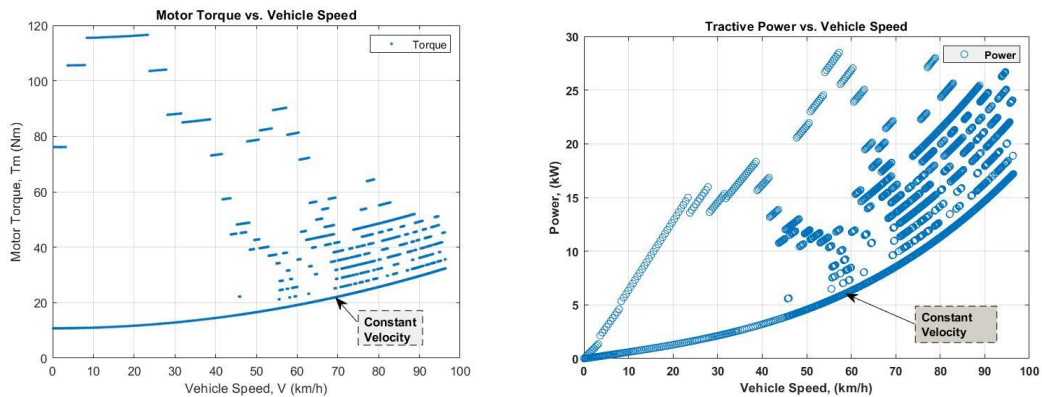 Motor Torque vs. Vehicle Speed
Torque
120
100
80
60
40
20
0
Motor Torque, Tm (Nm)
Constant
Velocity
0 10 20 30 40 50 60 70 80 90 100
Vehicle Speed, V (km/h)
Tractive Power vs. Vehicle Speed
Power
30
25
20
15
10
5
0
Power, (kW)
Constant
Velocity
0 10 20 30 40 50 60 70 80 90 100
Vehicle Speed, (km/h)